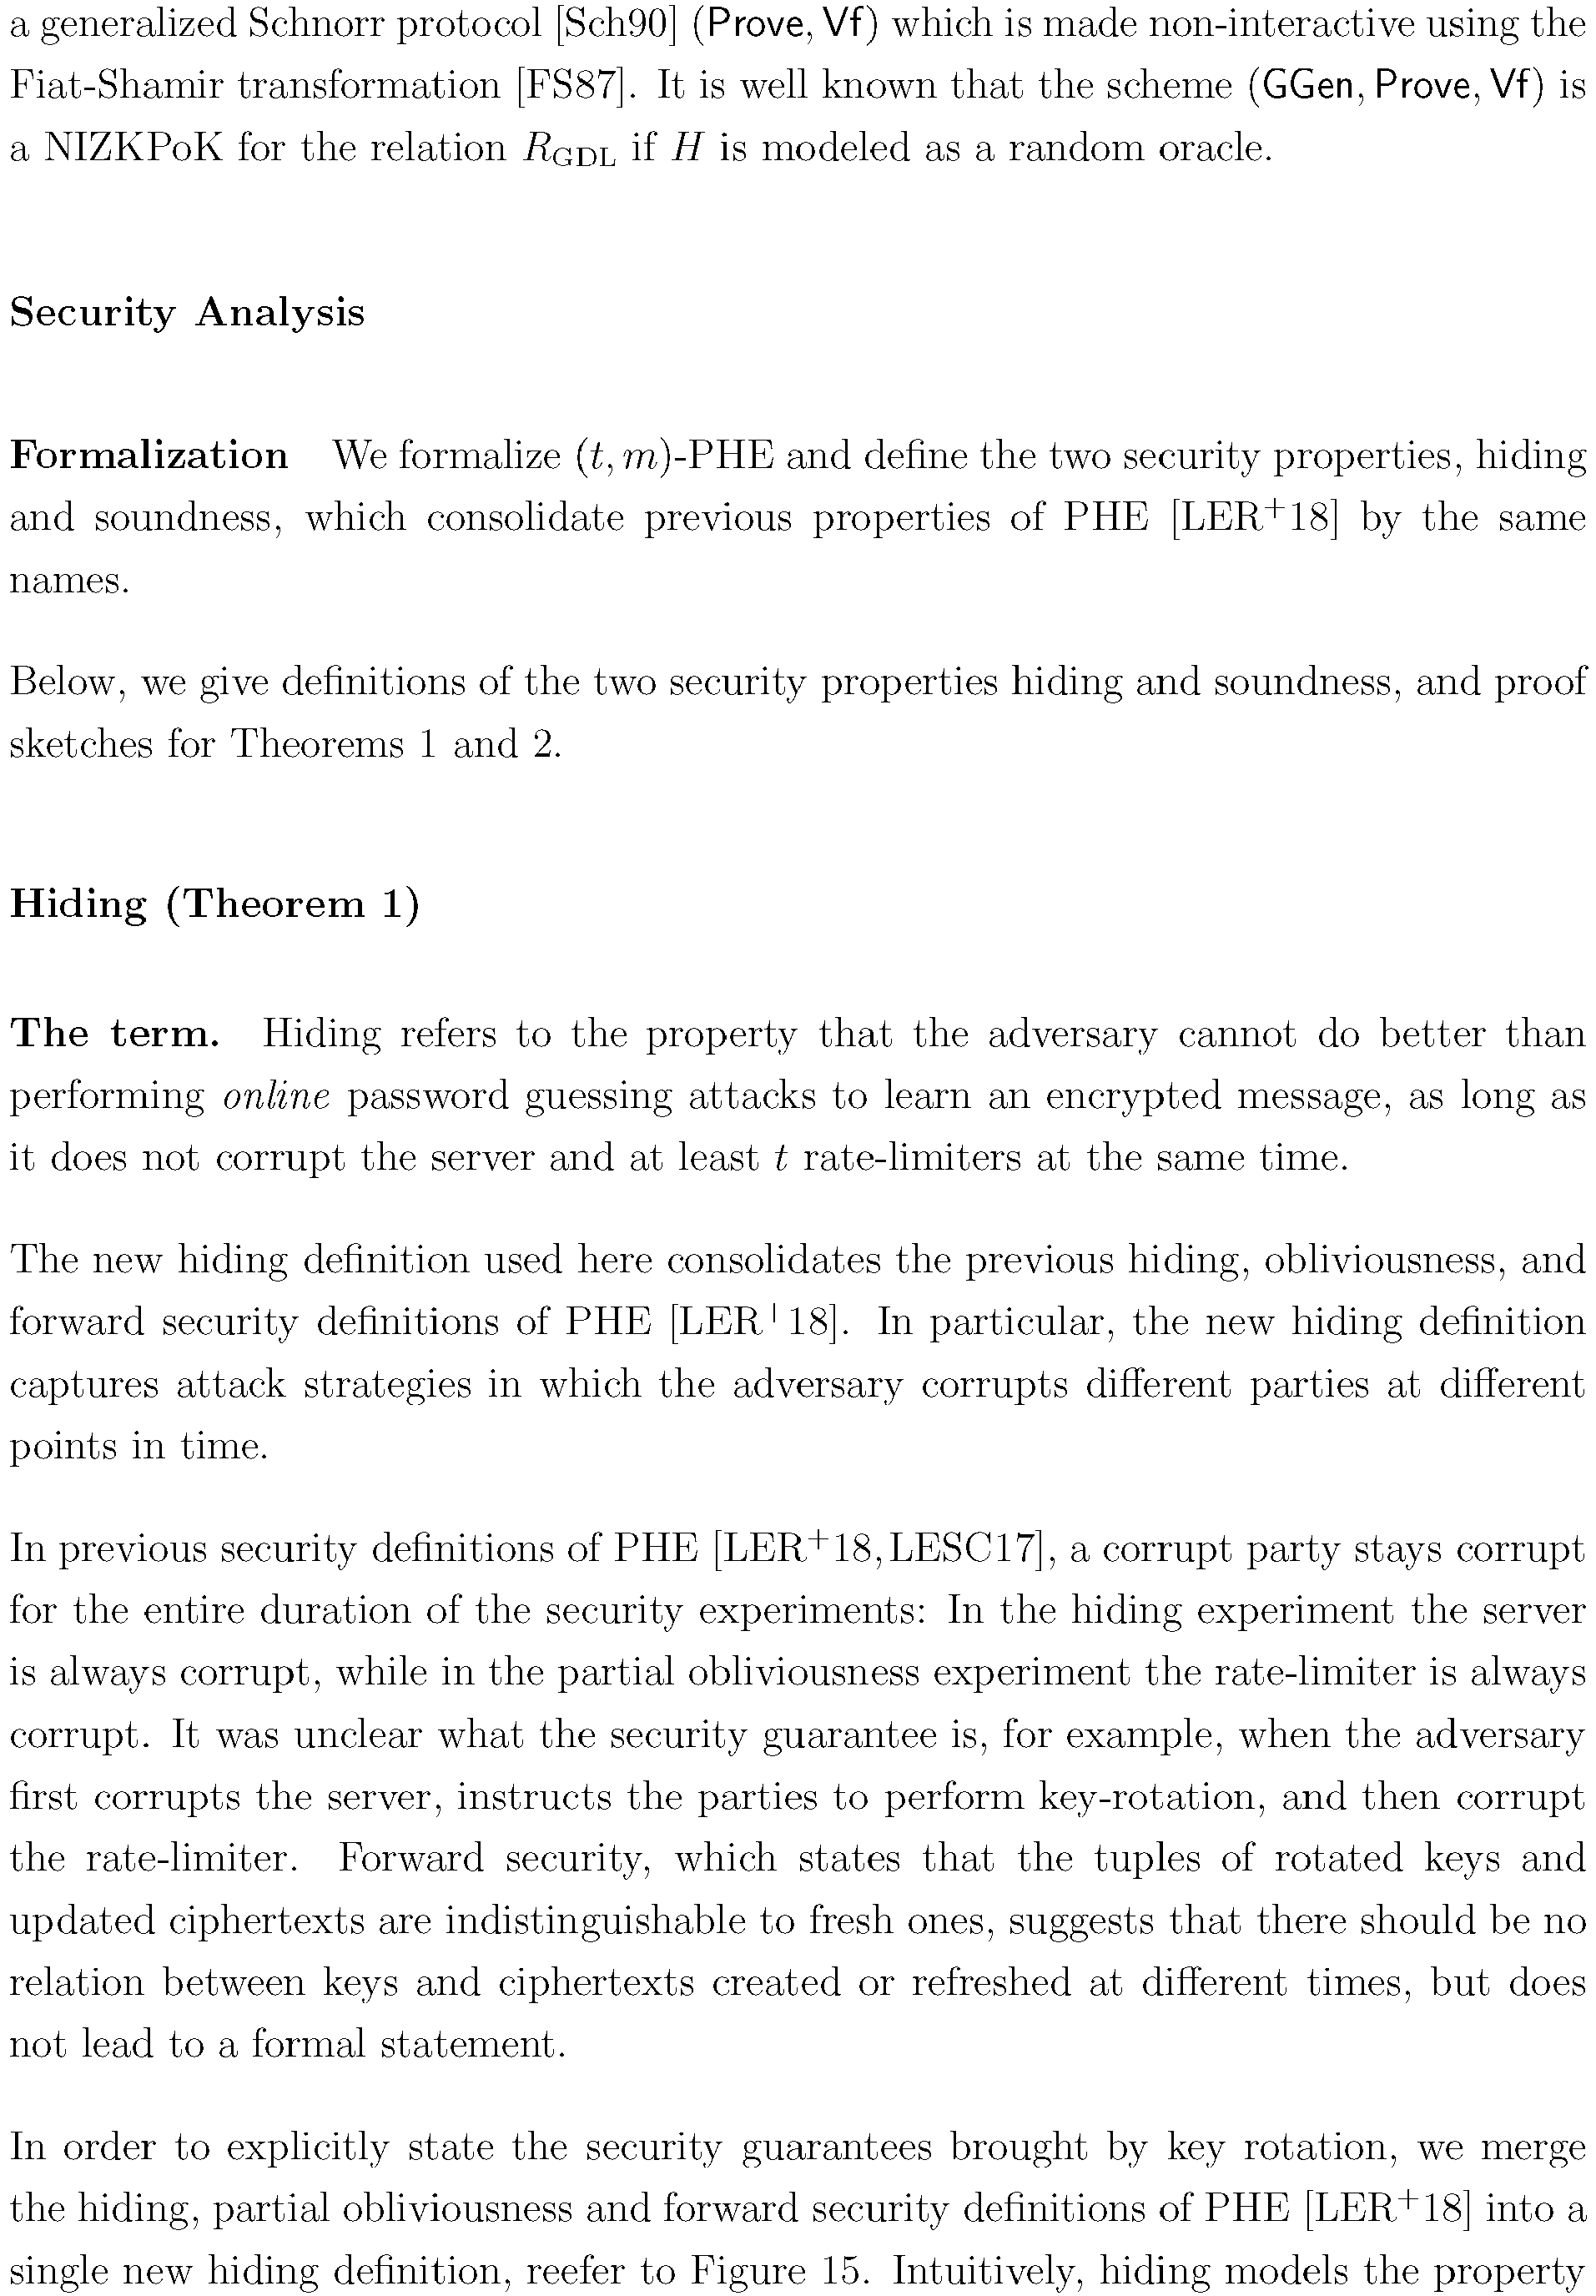 a generalized Schnorr protocol [Sch90] (Prove, Vf) which is made non-interactive using the
Fiat-Shamir transformation [FS87]. It is well known that the scheme (GGen, Prove, Vf) is
a NIZKPoK for the relation R_GDL if H is modeled as a random oracle.
Security Analysis
Formalization We formalize (t, m)-PHE and define the two security properties, hiding
and soundness, which consolidate previous properties of PHE [LER+18] by the same
names.
Below, we give definitions of the two security properties hiding and soundness, and proof
sketches for Theorems 1 and 2.
Hiding (Theorem 1)
The term. Hiding refers to the property that the adversary cannot do better than
performing online password guessing attacks to learn an encrypted message, as long as
it does not corrupt the server and at least t rate-limiters at the same time.
The new hiding definition used here consolidates the previous hiding, obliviousness, and
forward security definitions of PHE [LER+18]. In particular, the new hiding definition
captures attack strategies in which the adversary corrupts different parties at different
points in time.
In previous security definitions of PHE [LER+18,LESC17], a corrupt party stays corrupt
for the entire duration of the security experiments: In the hiding experiment the server
is always corrupt, while in the partial obliviousness experiment the rate-limiter is always
corrupt. It was unclear what the security guarantee is, for example, when the adversary
first corrupts the server, instructs the parties to perform key-rotation, and then corrupt
the rate-limiter. Forward security, which states that the tuples of rotated keys and
updated ciphertexts are indistinguishable to fresh ones, suggests that there should be no
relation between keys and ciphertexts created or refreshed at different times, but does
not lead to a formal statement.
In order to explicitly state the security guarantees brought by key rotation, we merge
the hiding, partial obliviousness and forward security definitions of PHE [LER+18] into a
single new hiding definition, reefer to Figure 15. Intuitively, hiding models the property